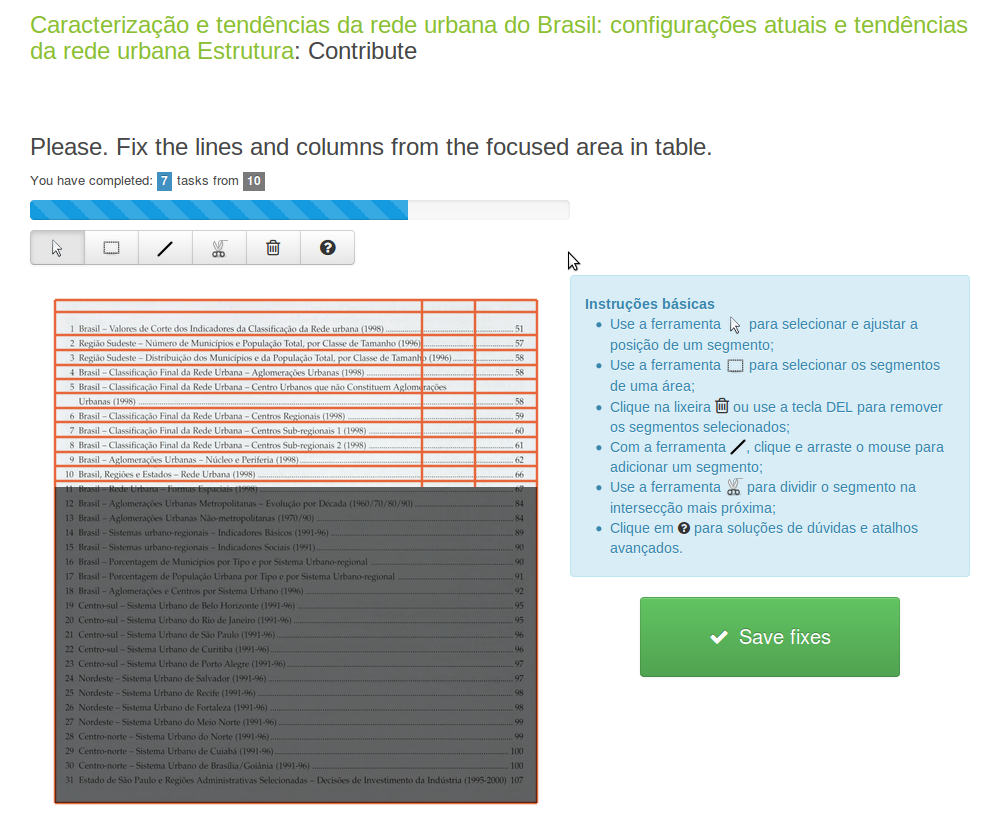 Caracterização e tendências da rede urbana do Brasil: configurações atuais e tendências
da rede urbana Estrutura: Contribute
Please. Fix the lines and columns from the focused area in table.
You have completed: 7 tasks from 10
Instruções básicas
Use a ferramenta para selecionar e ajustar a
posição de um segmento;
Use a ferramenta para selecionar os segmentos
de uma área;
Clique na lixeira ou use a tecla DEL para remover
os segmentos selecionados;
Com a ferramenta , clique e arraste o mouse para
adicionar um segmento;
Use a ferramenta para dividir o segmento na
intersecção mais próxima;
Clique em para soluções de dúvidas e atalhos
avançados.
Save fixes
1 Brasil – Valores de Corte dos Indicadores da Classificação da Rede urbana (1998) 51
2 Região Sudeste – Número de Municípios e População Total, por Classe de Tamanho (1996) 57
3 Região Sudeste – Distribuição dos Municípios e da População Total, por Classe de Tamanho (1996) 58
4 Brasil – Classificação Final da Rede Urbana – Aglomerações Urbanas (1998) 58
5 Brasil – Classificação Final da Rede Urbana – Centro Urbanos que não Constituem Aglomerações
Urbanas (1998) 58
6 Brasil – Classificação Final da Rede Urbana – Centros Regionais (1998) 59
7 Brasil – Classificação Final da Rede Urbana – Centros Sub-regionais 1 (1998) 60
8 Brasil – Classificação Final da Rede Urbana – Centros Sub-regionais 2 (1998) 61
9 Brasil – Aglomerações Urbanas – Núcleo e Periferia (1998) 62
10 Brasil, Regiões e Estados – Rede Urbana (1998) 66
11 Brasil – Rede Urbana – Formas Espaciais (1998) 67
12 Brasil – Aglomerações Urbanas Metropolitanas – Evolução por Década (1960/70/80/90) 84
13 Brasil – Aglomerações Urbanas Não-metropolitanas (1970/90) 84
14 Brasil – Sistemas urbano-regionais – Indicadores Básicos (1991-96) 89
15 Brasil – Sistemas urbano-regionais – Indicadores Sociais (1991) 90
16 Brasil – Porcentagem de Municípios por Tipo e por Sistema Urbano-regional 90
17 Brasil – Porcentagem de População Urbana por Tipo e por Sistema Urbano-regional 91
18 Brasil – Aglomerações e Centros por Sistema Urbano (1996) 92
19 Centro-sul – Sistema Urbano de Belo Horizonte (1991-96) 95
20 Centro-sul – Sistema Urbano do Rio de Janeiro (1991-96) 95
21 Centro-sul – Sistema Urbano de São Paulo (1991-96) 96
22 Centro-sul – Sistema Urbano de Curitiba (1991-96) 96
23 Centro-sul – Sistema Urbano de Porto Alegre (1991-96) 97
24 Nordeste – Sistema Urbano de Salvador (1991-96) 97
25 Nordeste – Sistema Urbano de Recife (1991-96) 98
26 Nordeste – Sistema Urbano de Fortaleza (1991-96) 98
27 Nordeste – Sistema Urbano do Meio Norte (1991-96) 99
28 Centro-norte – Sistema Urbano do Norte (1991-96) 99
29 Centro-norte – Sistema Urbano de Cuiabá (1991-96) 100
30 Centro-norte – Sistema Urbano de Brasília/Goiânia (1991-96) 100
31 Estado de São Paulo e Regiões Administrativas Selecionadas – Decisões de Investimento da Indústria (1995-2000) 107